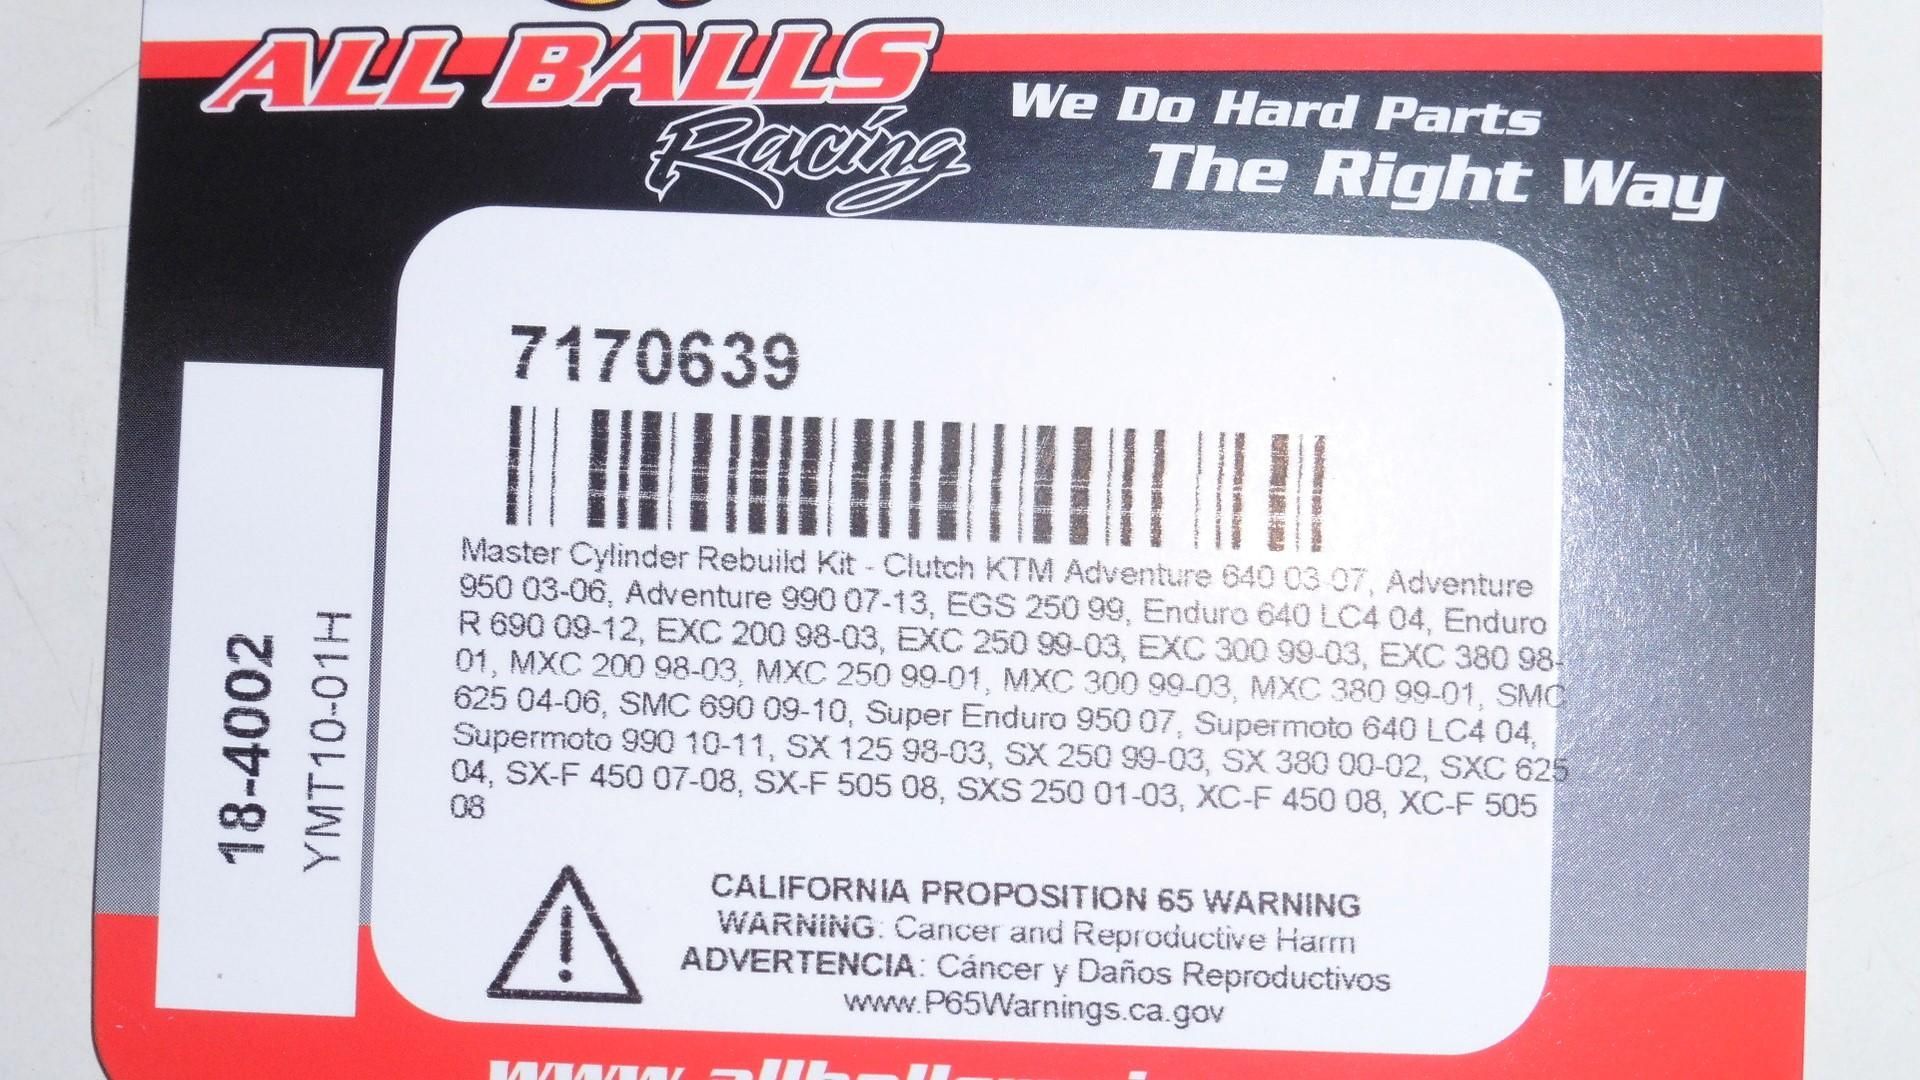 ALL BALLS
Racing
We Do Hard Parts
The Right Way
7170639
Master Cylinder Rebuild Kit - Clutch KTM Adventure 640 03-07, Adventure
950 03-06, Adventure 990 07-13, EGS 250 99, Enduro 640 LC4 04, Enduro
R 690 09-12, EXC 200 98-03, EXC 250 99-03, EXC 300 99-03, EXC 380 98-
01, MXC 200 98-03, MXC 250 99-01, MXC 300 99-03, MXC 380 99-01, SMC
625 04-06, SMC 690 09-10, Super Enduro 950 07, Supermoto 640 LC4 04,
Supermoto 990 10-11, SX 125 98-03, SX 250 99-03, SX 380 00-02, SXC 625
04, SX-F 450 07-08, SX-F 505 08, SXS 250 01-03, XC-F 450 08, XC-F 505
08
18-4002
YMT10-01H
CALIFORNIA PROPOSITION 65 WARNING
WARNING: Cancer and Reproductive Harm
ADVERTENCIA: Cáncer y Daños Reproductivos
www.P65Warnings.ca.gov